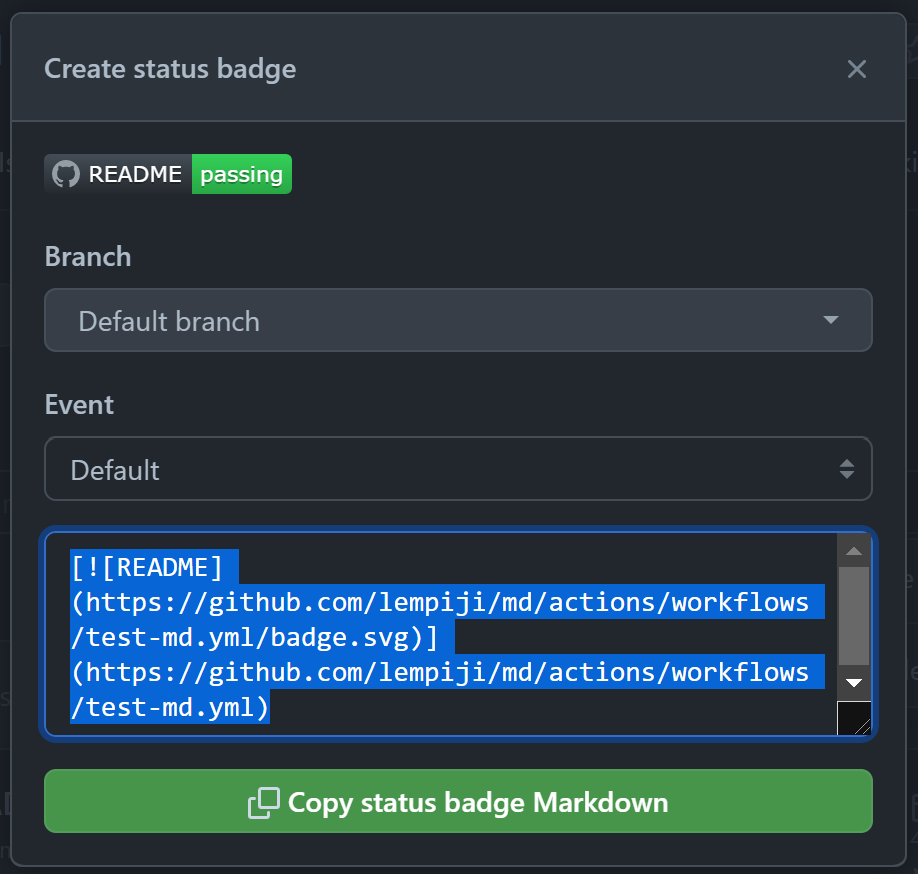 Create status badge
README passing
Branch
Default branch
Event
Default
[![README]
(https://github.com/lempiji/md/actions/workflows
/test-md.yml/badge.svg)]
(https://github.com/lempiji/md/actions/workflows
/test-md.yml)
Copy status badge Markdown